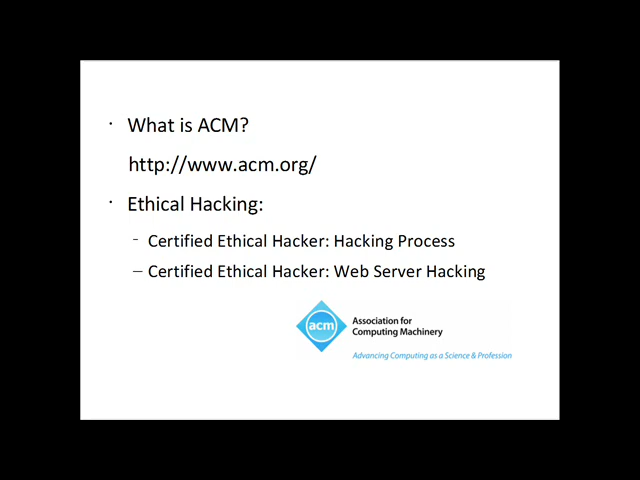 · What is ACM?
http://www.acm.org/
· Ethical Hacking:
– Certified Ethical Hacker: Hacking Process
– Certified Ethical Hacker: Web Server Hacking
acm
Association for
Computing Machinery
Advancing Computing as a Science & Profession